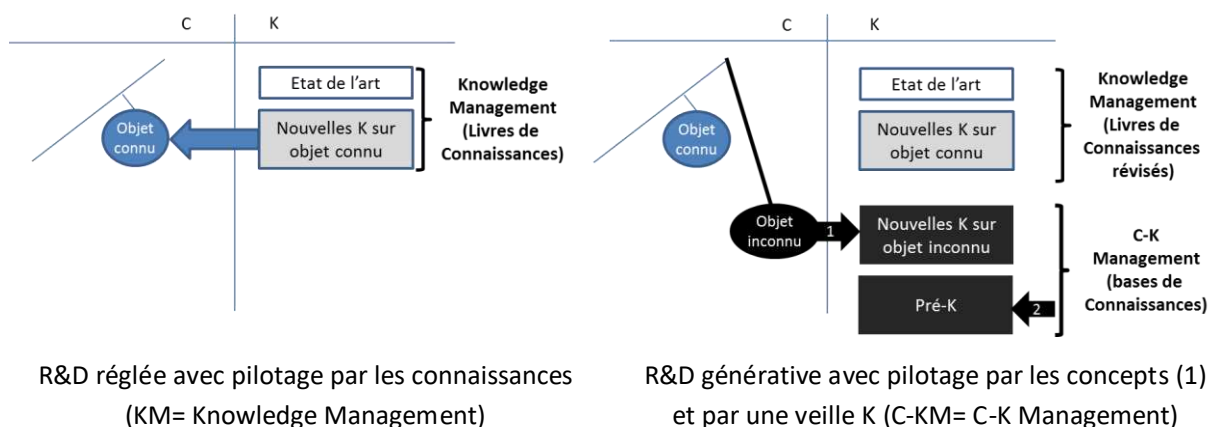 C
K
Etat de l'art
Nouvelles K sur
objet connu
Objet
connu
Knowledge
Management
(Livres de
Connaissances)
R&D réglée avec pilotage par les connaissances
(KM= Knowledge Management)
C
K
Etat de l'art
Nouvelles K sur
objet connu
Objet
connu
Knowledge
Management
(Livres de
Connaissances
révisés)
Objet
inconnu
1
Nouvelles K sur
objet inconnu
Pré-K
2
C-K
Management
(bases de
Connaissances)
R&D générative avec pilotage par les concepts (1)
et par une veille K (C-KM= C-K Management)